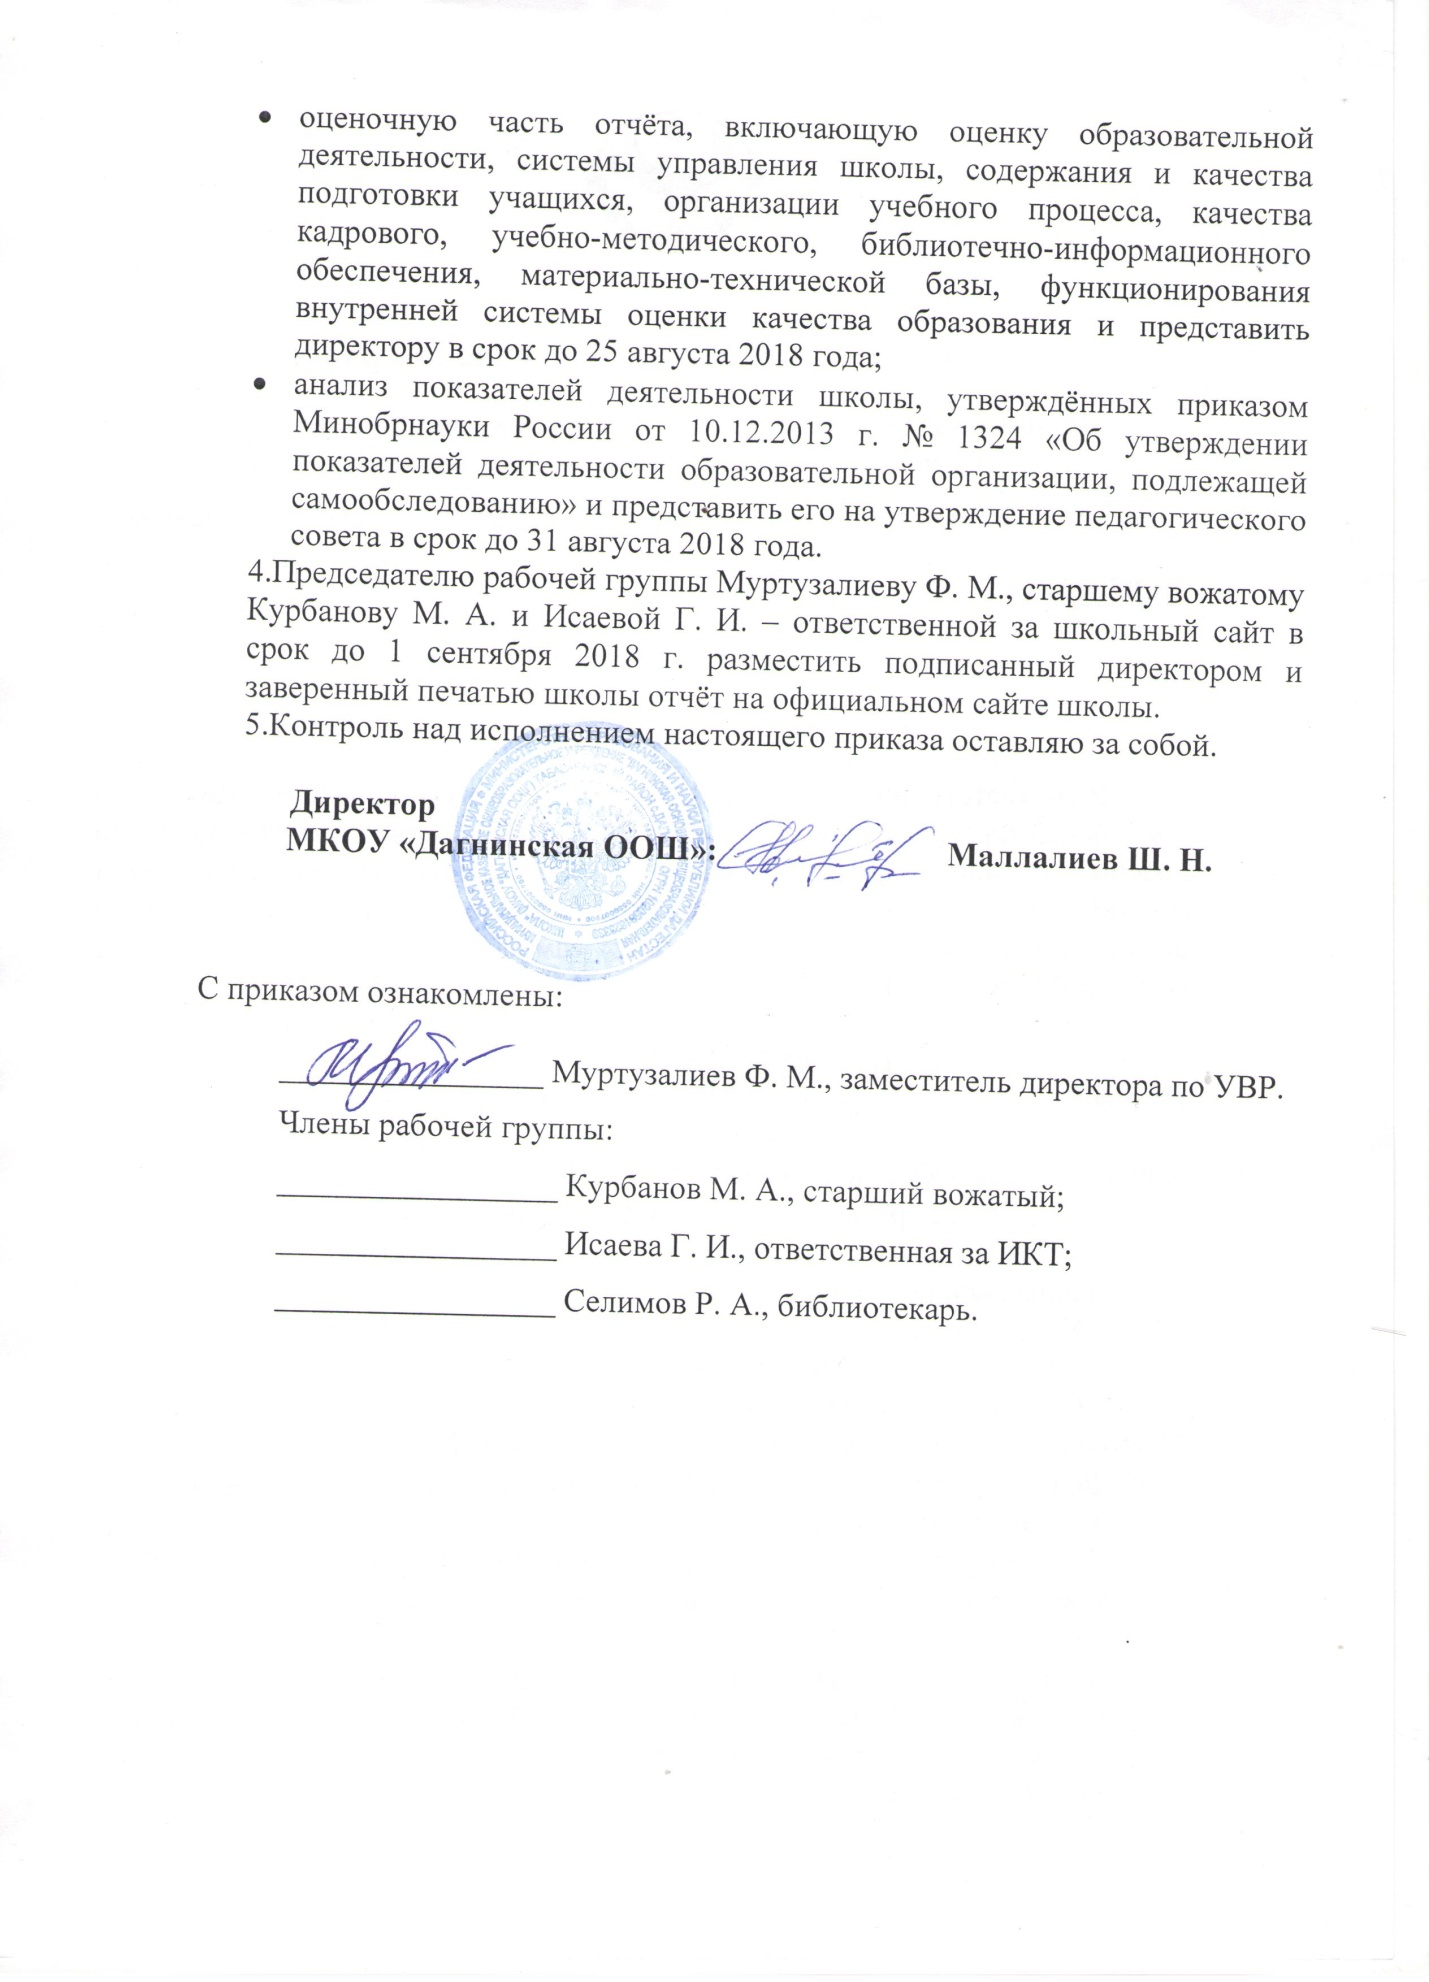 • оценочную часть отчёта, включающую оценку образовательной
деятельности, системы управления школы, содержания и качества
подготовки учащихся, организации учебного процесса, качества
кадрового, учебно-методического, библиотечно-информационного
обеспечения, материально-технической базы, функционирования
внутренней системы оценки качества образования и представить
директору в срок до 25 августа 2018 года;
• анализ показателей деятельности школы, утверждённых приказом
Минобрнауки России от 10.12.2013 г. № 1324 «Об утверждении
показателей деятельности образовательной организации, подлежащей
самообследованию» и представить его на утверждение педагогического
совета в срок до 31 августа 2018 года.
4.Председателю рабочей группы Муртузалиеву Ф. М., старшему вожатому
Курбанову М. А. и Исаевой Г. И. – ответственной за школьный сайт в
срок до 1 сентября 2018 г. разместить подписанный директором и
заверенный печатью школы отчёт на официальном сайте школы.
5.Контроль над исполнением настоящего приказа оставляю за собой.
Директор
МКОУ «Дагнинская ООШ»: Маллалиев Ш. Н.
РОССИЙСКАЯ ФЕДЕРАЦИЯ
С приказом ознакомлены:
________________ Муртузалиев Ф. М., заместитель директора по УВР.
Члены рабочей группы:
_________________ Курбанов М. А., старший вожатый;
_________________ Исаева Г. И., ответственная за ИКТ;
_________________ Селимов Р. А., библиотекарь.